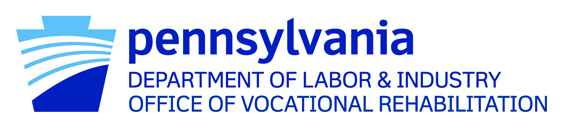 pennsylvania
DEPARTMENT OF LABOR & INDUSTRY
OFFICE OF VOCATIONAL REHABILITATION